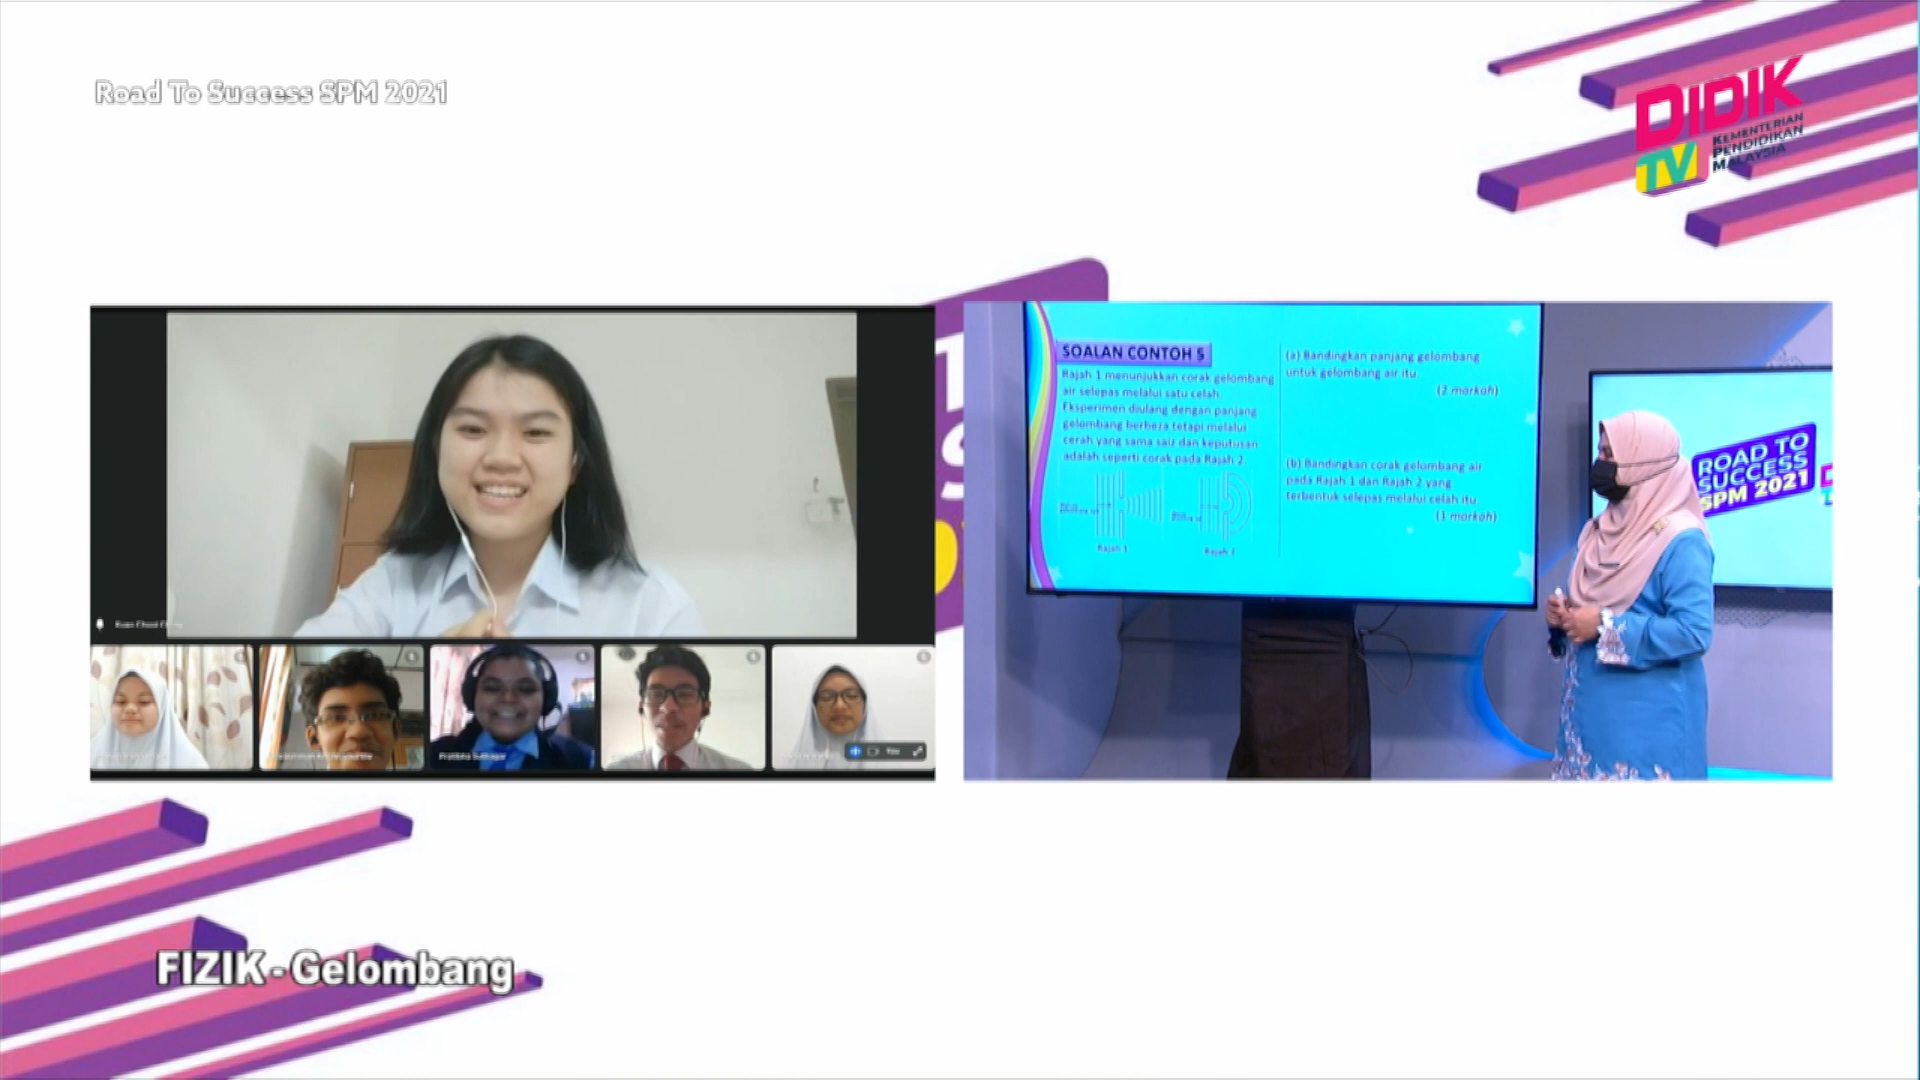 Road To Success SPM 2021
DIDIK
TV
KEMENTERIAN
PENDIDIKAN
MALAYSIA
SOALAN CONTOH 5
Rajah 1 menunjukkan corak gelombang
air selepas melalui satu celah.
Eksperimen diulang dengan panjang
gelombang berbeza tetapi melalui
cerah yang sama saiz dan keputusan
adalah seperti corak pada Rajah 2.
Rajah 1
Rajah 2
(a) Bandingkan panjang gelombang
untuk gelombang air itu.
(2 markah)
(b) Bandingkan corak gelombang air
pada Rajah 1 dan Rajah 2 yang
terbentuk selepas melalui celah itu.
(1 markah)
ROAD TO
SUCCESS
SPM 2021
You
FIZIK - Gelombang